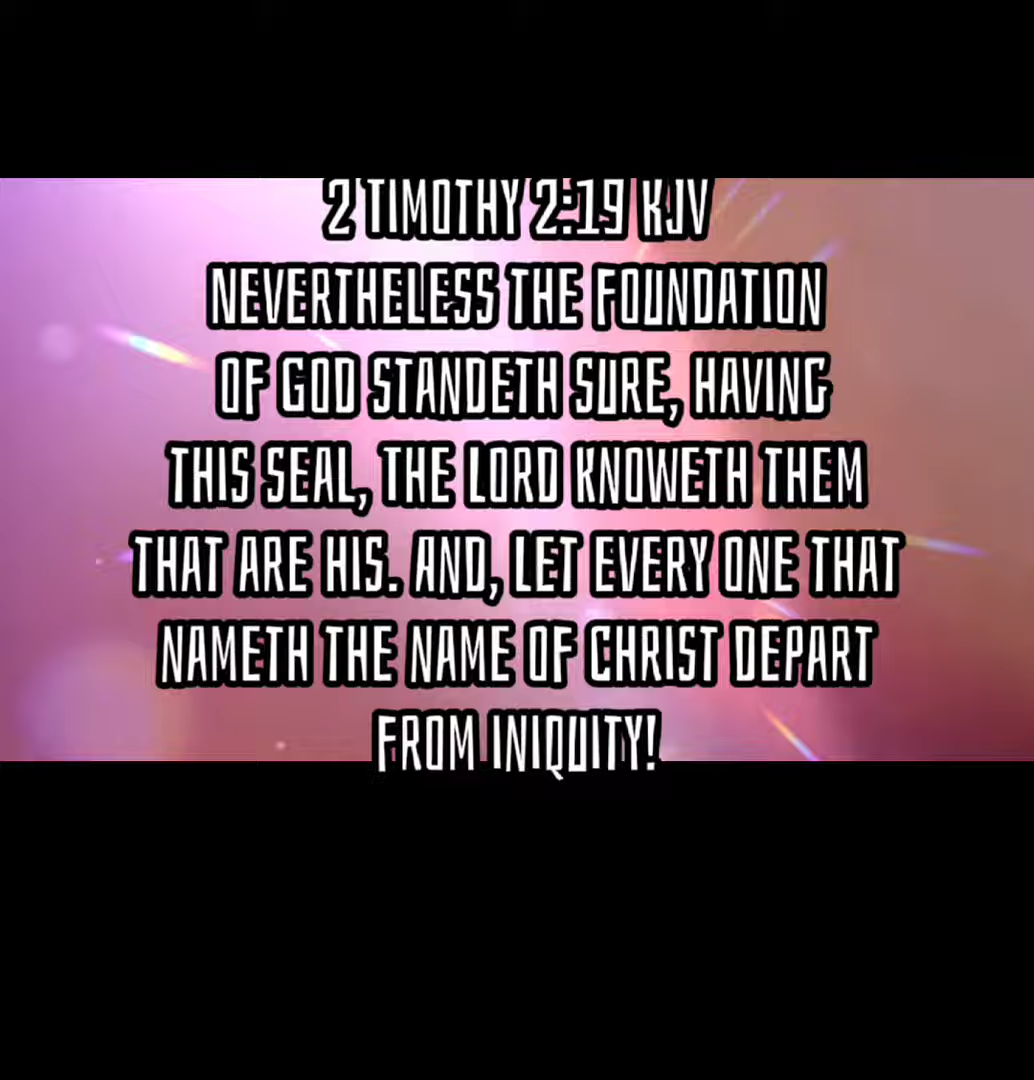 2 TIMOTHY 2:19 KJV
NEVERTHELESS THE FOUNDATION
OF GOD STANDETH SURE, HAVING
THIS SEAL, THE LORD KNOWETH THEM
THAT ARE HIS. AND, LET EVERY ONE THAT
NAMETH THE NAME OF CHRIST DEPART
FROM INIQUITY!